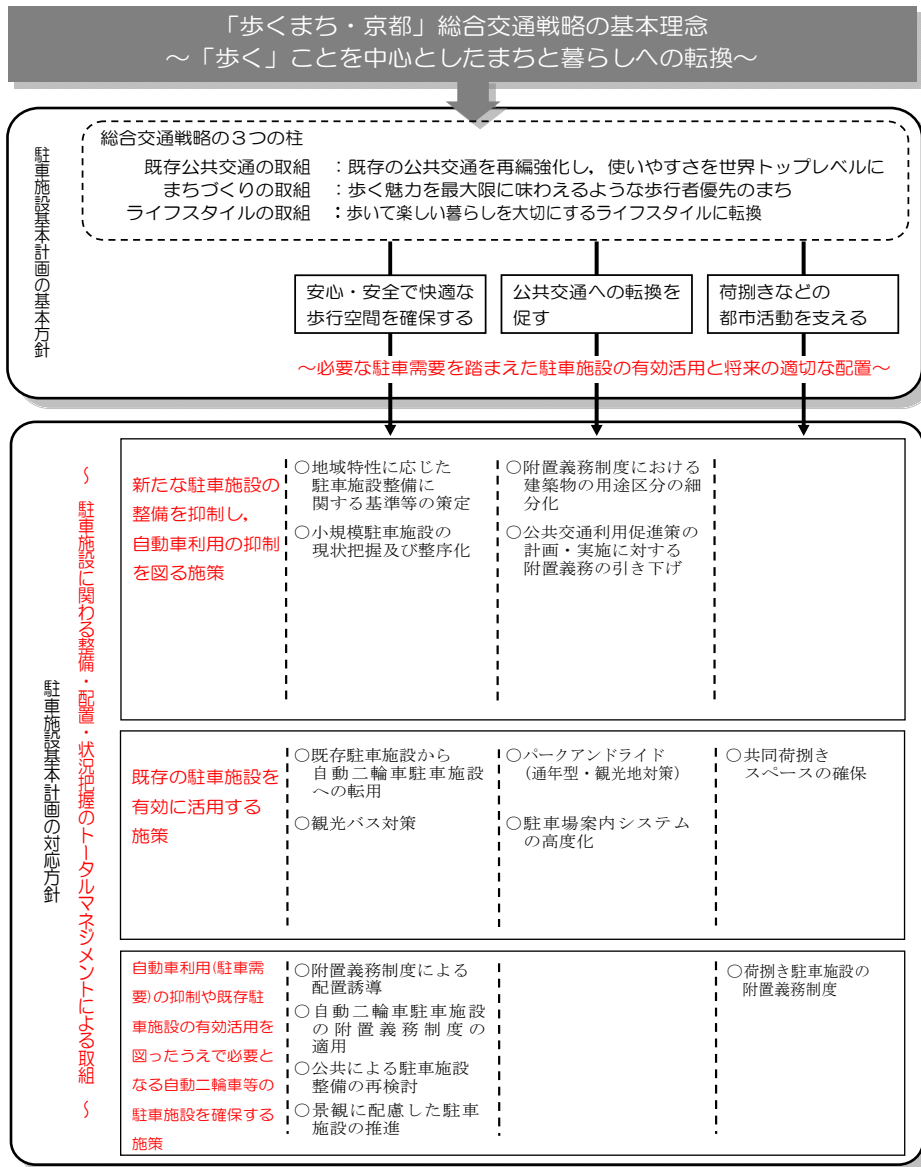 「歩くまち・京都」総合交通戦略の基本理念
～「歩く」ことを中心としたまちと暮らしへの転換～
駐車施設基本計画の基本方針
総合交通戦略の３つの柱
既存公共交通の取組　：既存の公共交通を再編強化し，使いやすさを世界トップレベルに
まちづくりの取組　：歩く魅力を最大限に味わえるような歩行者優先のまち
ライフスタイルの取組　：歩いて楽しい暮らしを大切にするライフスタイルに転換
安心・安全で快適な
歩行空間を確保する
公共交通への転換を
促す
荷捌きなどの
都市活動を支える
～必要な駐車需要を踏まえた駐車施設の有効活用と将来の適切な配置～
駐車施設基本計画の対応方針
～ 駐車施設に関わる整備・配置・状況把握のトータルマネジメントによる取組 ～
新たな駐車施設の
整備を抑制し，
自動車利用の抑制
を図る施策
○地域特性に応じた
駐車施設整備に
関する基準等の策定
○小規模駐車施設の
現状把握及び整序化
○附置義務制度における
建築物の用途区分の細
分化
○公共交通利用促進策の
計画・実施に対する
附置義務の引き下げ
既存の駐車施設を
有効に活用する
施策
○既存駐車施設から
自動二輪車駐車施設
への転用
○観光バス対策
○パークアンドライド
（通年型・観光地対策）
○駐車場案内システム
の高度化
○共同荷捌き
スペースの確保
自動車利用（駐車需
要）の抑制や既存駐
車施設の有効活用を
図ったうえで必要と
なる自動二輪車等の
駐車施設を確保する
施策
○附置義務制度による
配置誘導
○自動二輪車駐車施設
の附置義務制度の
適用
○公共による駐車施設
整備の再検討
○景観に配慮した駐車
施設の推進
○荷捌き駐車施設の
附置義務制度